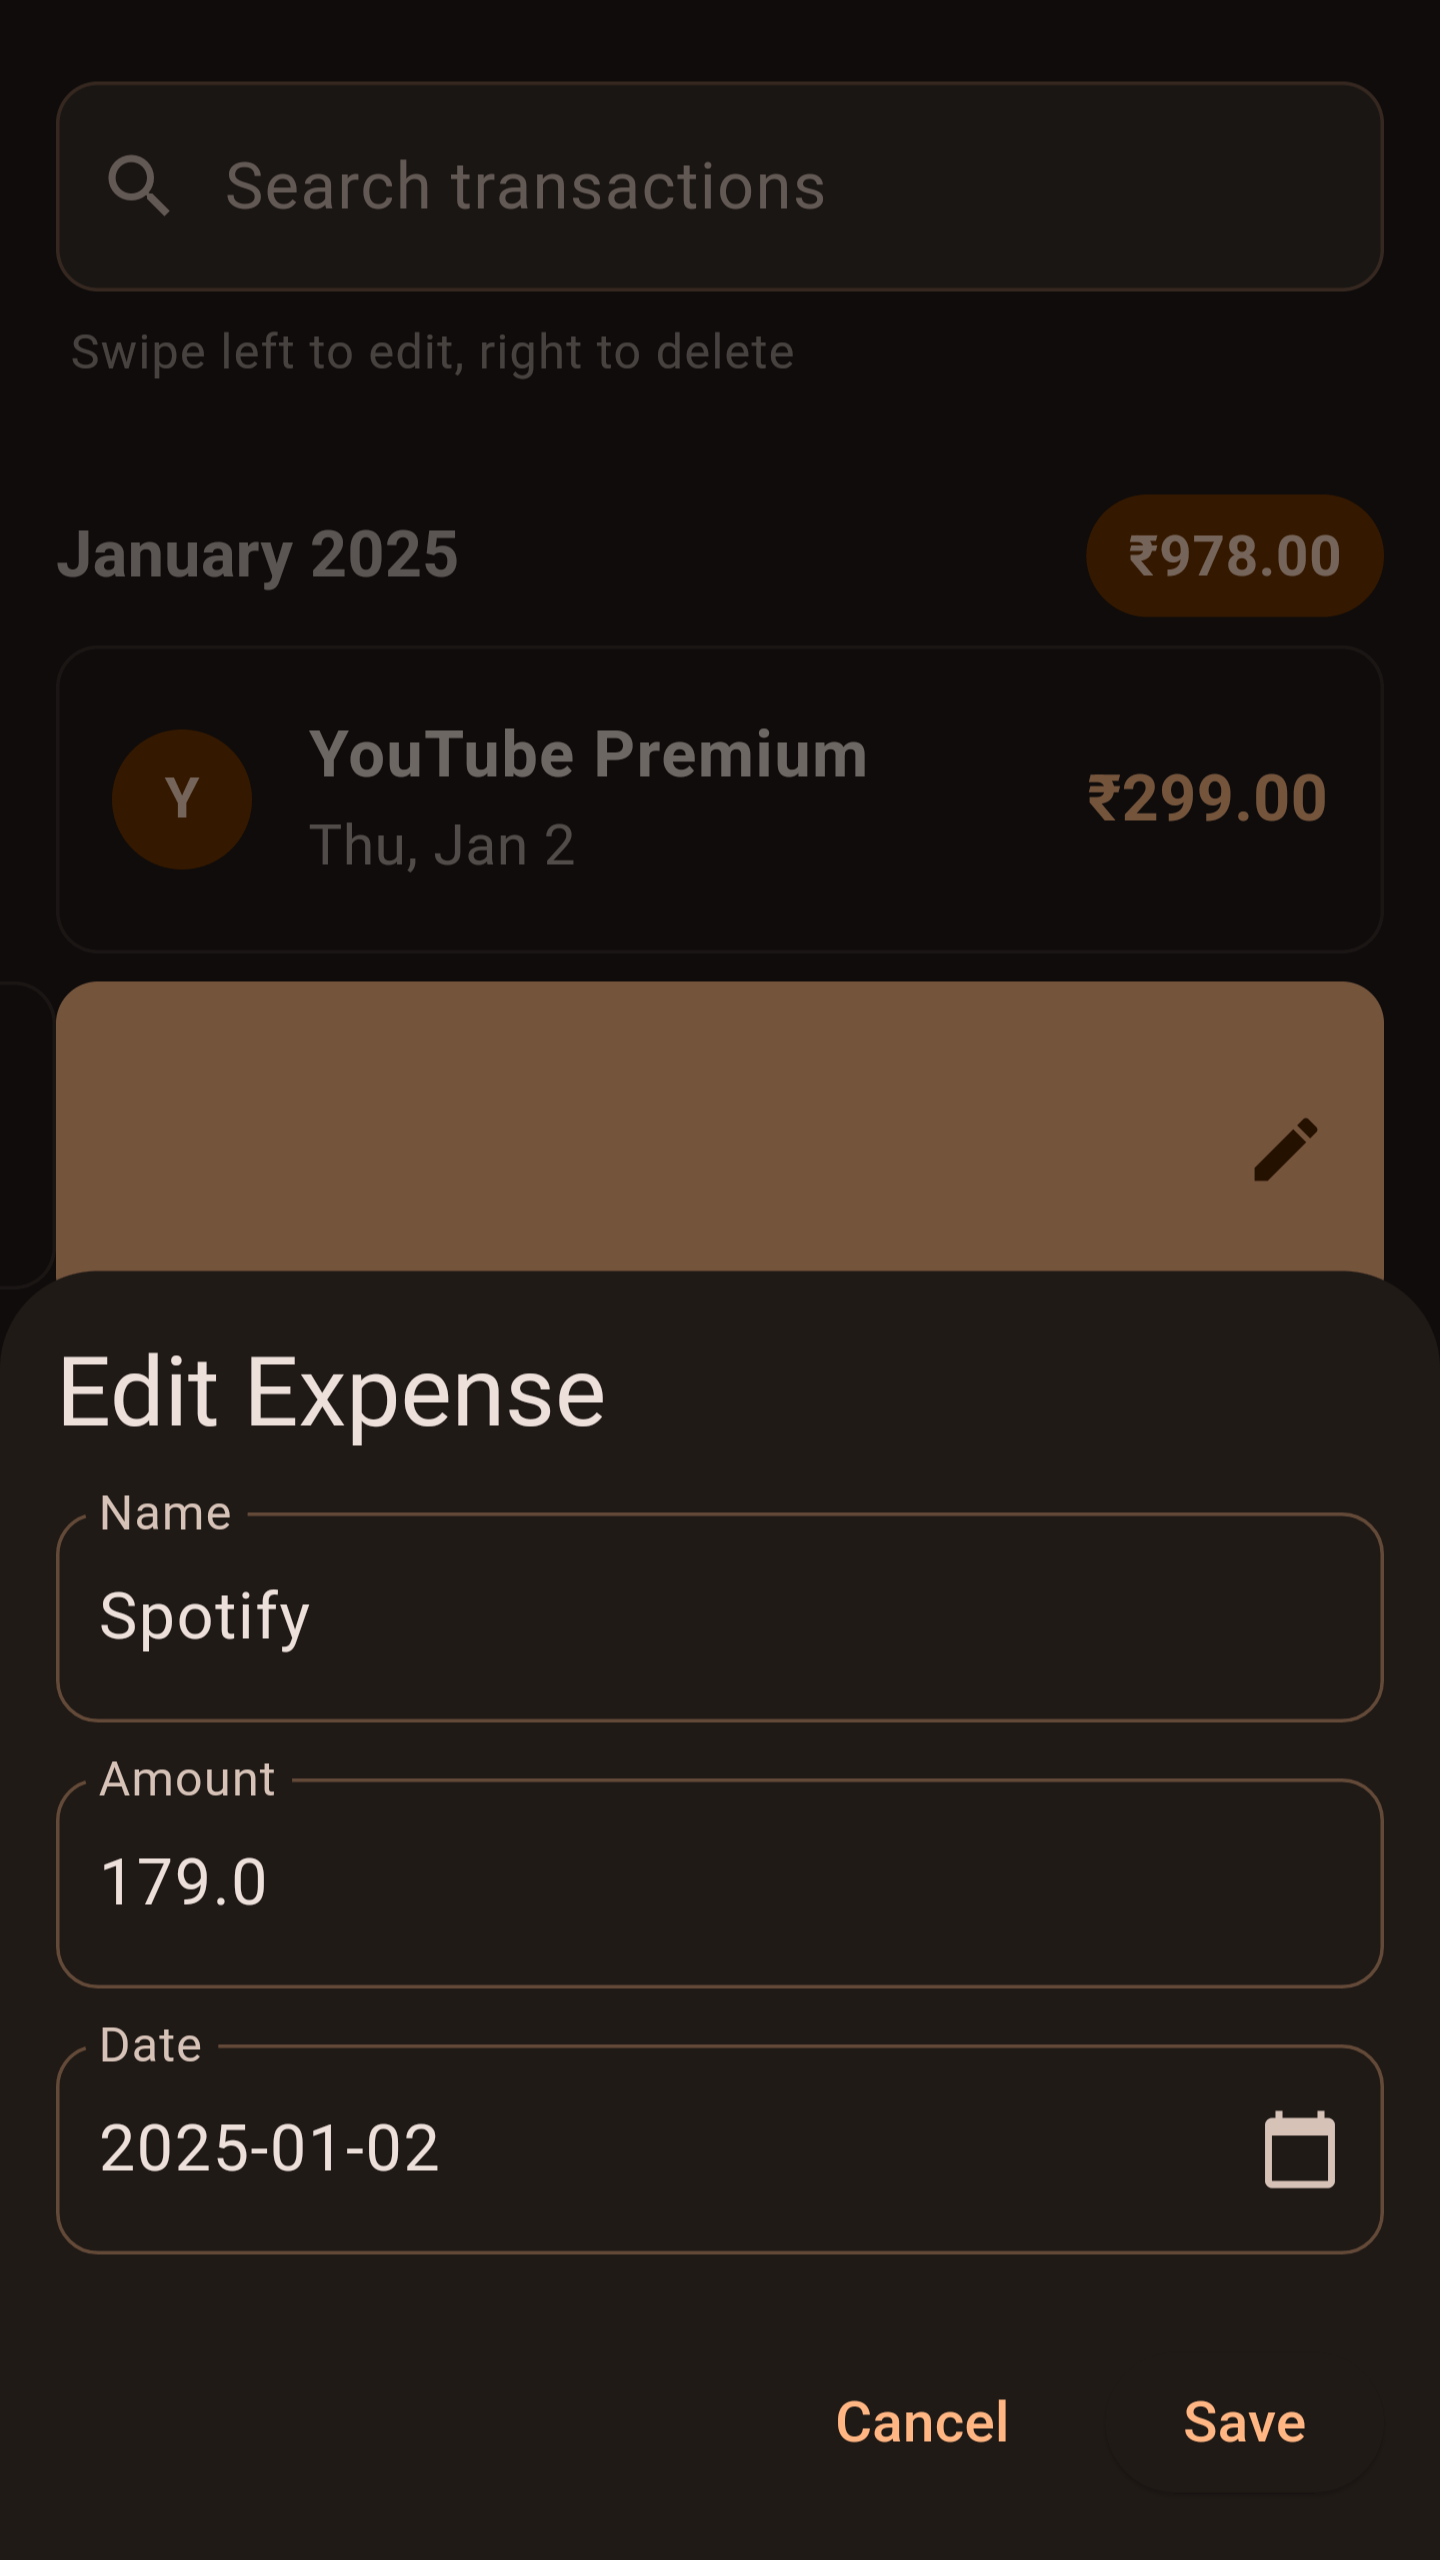 Search transactions
Swipe left to edit, right to delete
January 2025
₹978.00
Y
YouTube Premium
Thu, Jan 2
₹299.00
Edit Expense
Name
Spotify
Amount
179.0
Date
2025-01-02
Cancel
Save